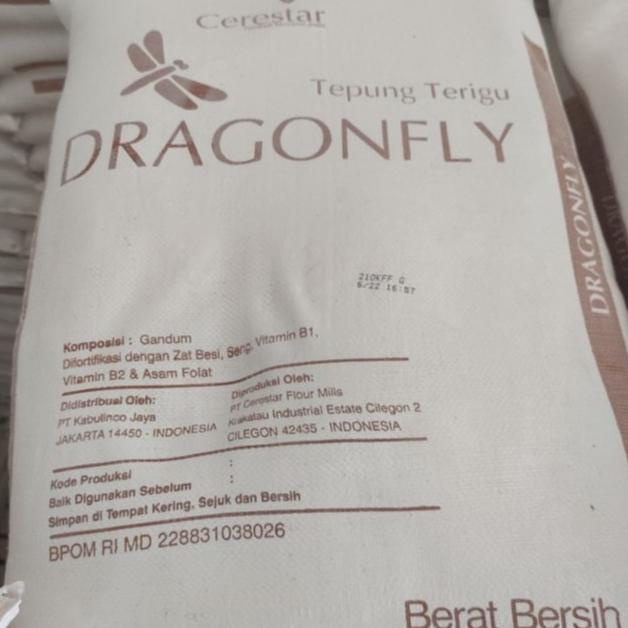 Cerestar
Tepung Terigu
DRAGONFLY
DRAGONFLY
210KFF G
6/22 16:57
Komposisi : Gandum
Difortifikasi dengan Zat Besi, Seng, Vitamin B1,
Vitamin B2 & Asam Folat
Didistribusi Oleh:
PT Kabulinco Jaya
JAKARTA 14450 - INDONESIA
Diproduksi Oleh:
PT Cerestar Flour Mills
Krakatau Industrial Estate Cilegon 2
CILEGON 42435 - INDONESIA
Kode Produksi :
Baik Digunakan Sebelum :
Simpan di Tempat Kering, Sejuk dan Bersih
BPOM RI MD 228831038026
Berat Bersih